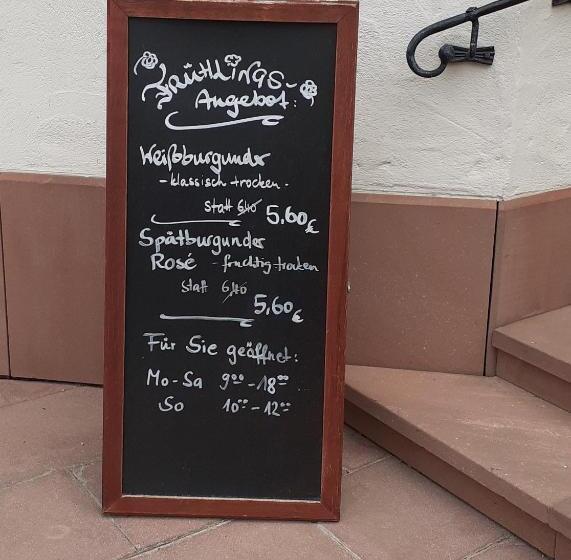 FRÜHLINGS-
Angebot:
Weißburgunder
- klassisch trocken -
statt 6,40 5,60€
Spätburgunder
Rosé - fruchtig trocken
statt 6,40
5,60€
Für Sie geöffnet:
Mo-Sa 9⁰⁰-18⁰⁰
So 10⁰⁰-12⁰⁰